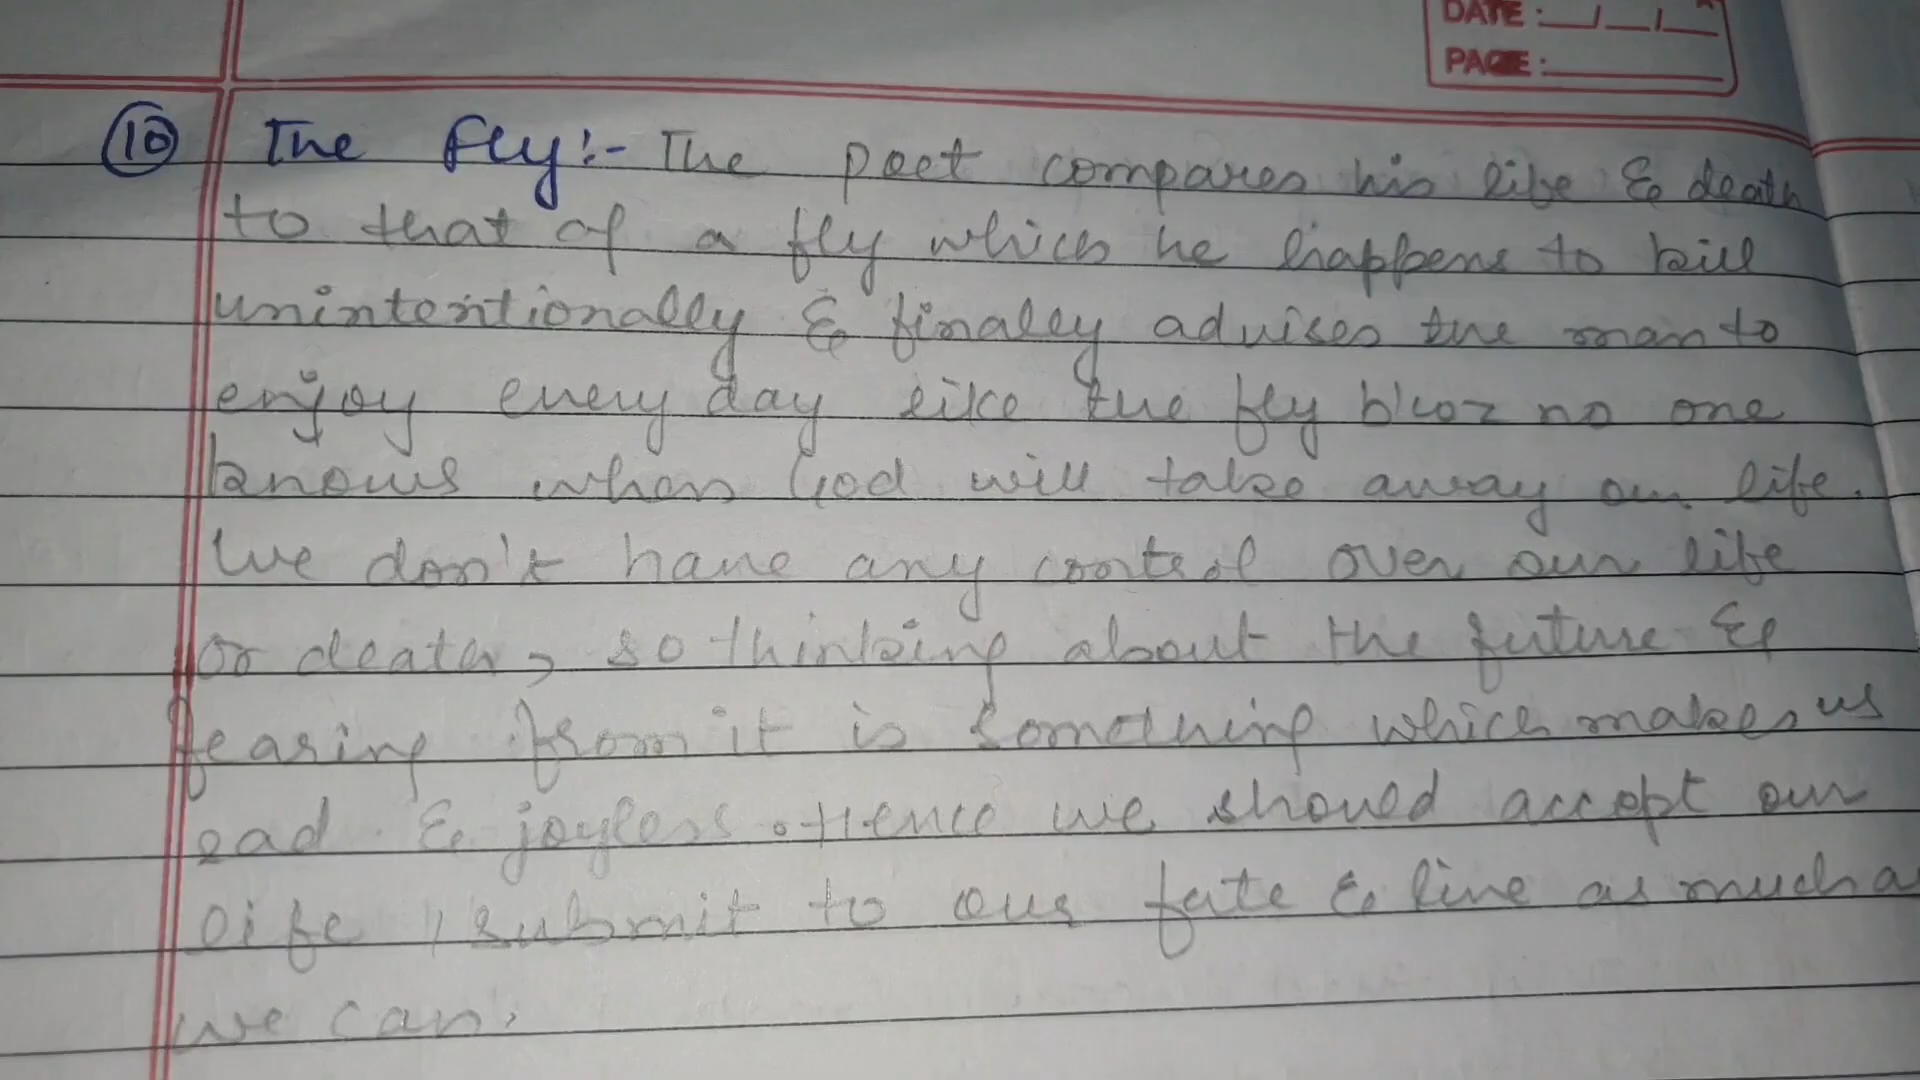 DATE : __/__/__
PAGE :
10 The Fly:- The poet compares his life & death
to that of a fly which he happens to kill
unintentionally & finally advises the man to
enjoy every day like the fly b'coz no one
knows when God will take away our life.
We don't have any control over our life
or death, so thinking about the future &
fearing from it is something which makes us
sad & joyless. Hence we should accept our
life, submit to our fate & live as much as
we can.